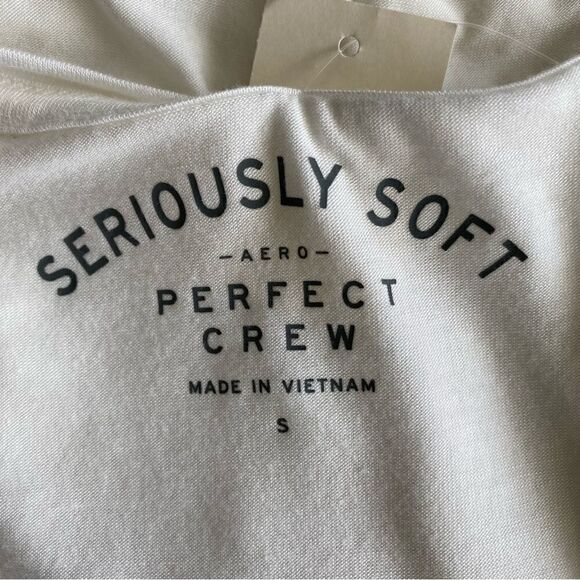 SERIOUSLY SOFT
—AERO—
PERFECT
CREW
MADE IN VIETNAM
S